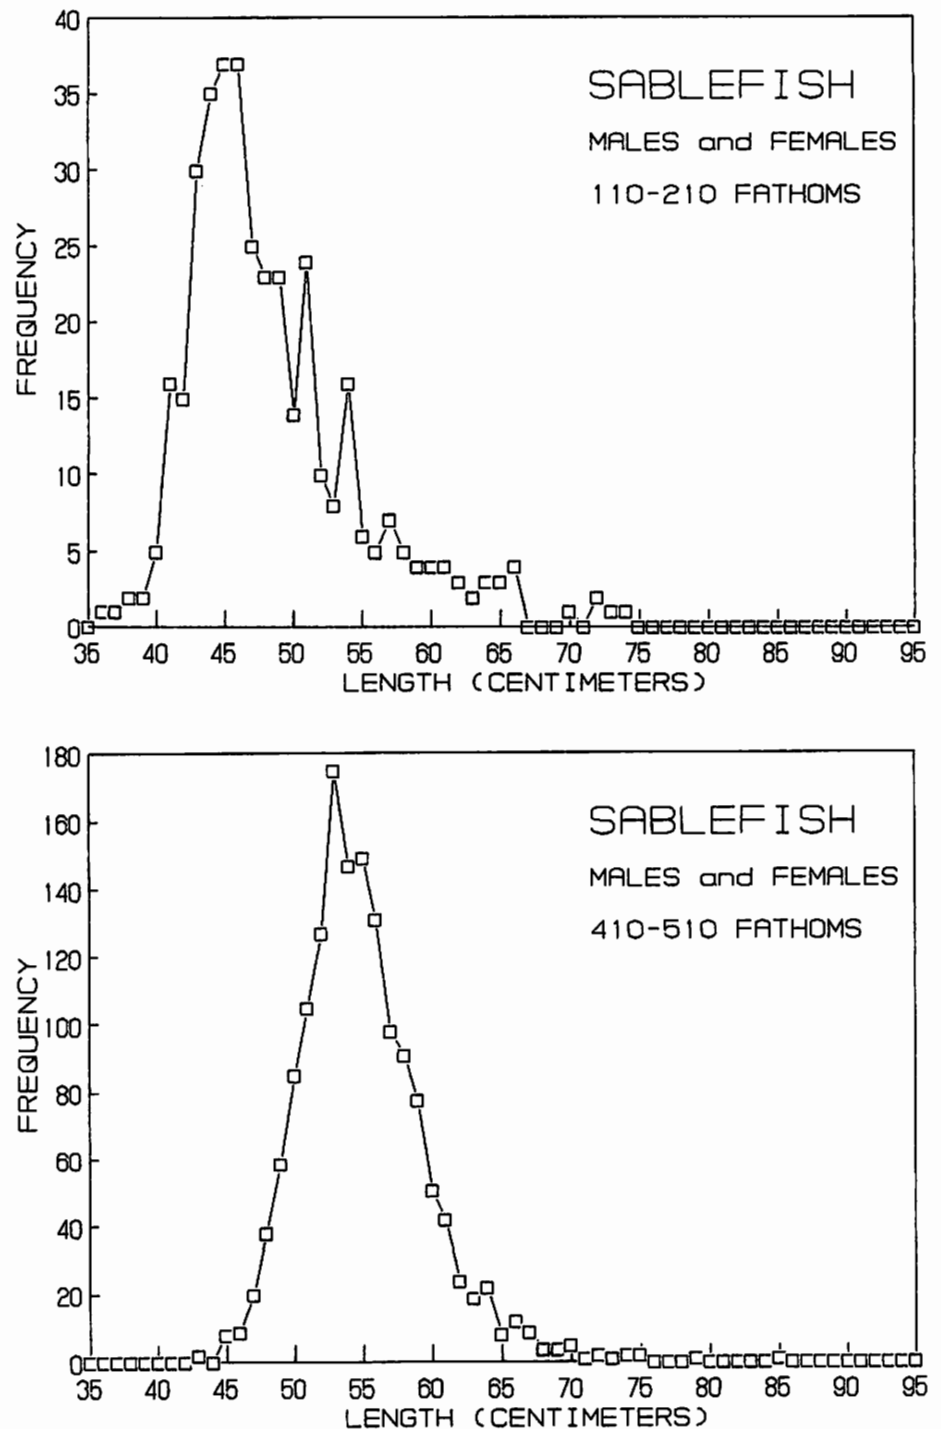 40
35
30
25
20
15
10
5
0
FREQUENCY
SABLEFISH
MALES and FEMALES
110-210 FATHOMS
35 40 45 50 55 60 65 70 75 80 85 90 95
LENGTH (CENTIMETERS)
180
160
140
120
100
80
60
40
20
0
FREQUENCY
SABLEFISH
MALES and FEMALES
410-510 FATHOMS
35 40 45 50 55 60 65 70 75 80 85 90 95
LENGTH (CENTIMETERS)